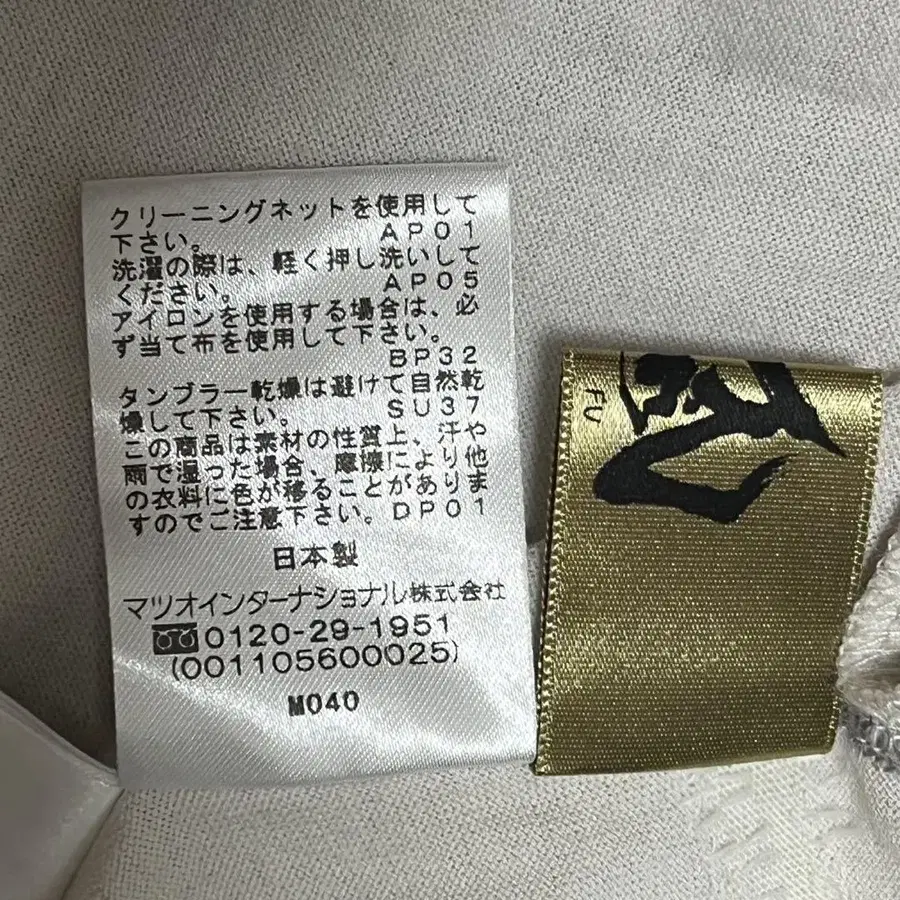 クリーニングネットを使用して
下さい。 AP01
洗濯の際は、軽く押し洗いして
ください。 AP05
アイロンを使用する場合は、必
ず当て布を使用して下さい。
BP32
タンブラー乾燥は避けて自然乾
燥して下さい。 SU37
この商品は素材の性質上、汗や
雨で湿った場合、摩擦により他
の衣料に色が移ることがありま
すのでご注意下さい。DP01
日本製
マツオインターナショナル株式会社
0120-29-1951
(001105600025)
M040
FU